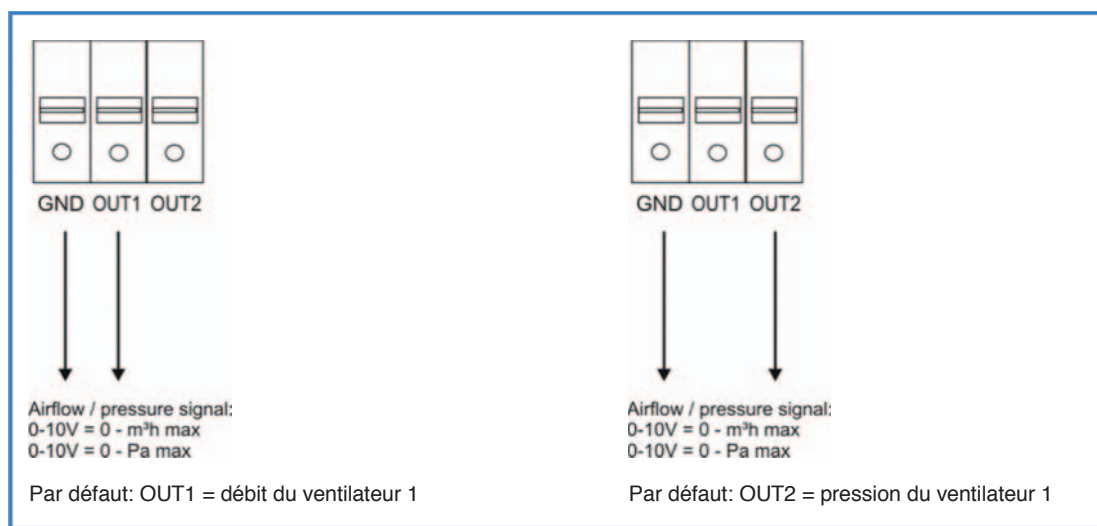 GND OUT1 OUT2
Airflow / pressure signal:
0-10V = 0 - m³h max
0-10V = 0 - Pa max
Par défaut: OUT1 = débit du ventilateur 1
GND OUT1 OUT2
Airflow / pressure signal:
0-10V = 0 - m³h max
0-10V = 0 - Pa max
Par défaut: OUT2 = pression du ventilateur 1